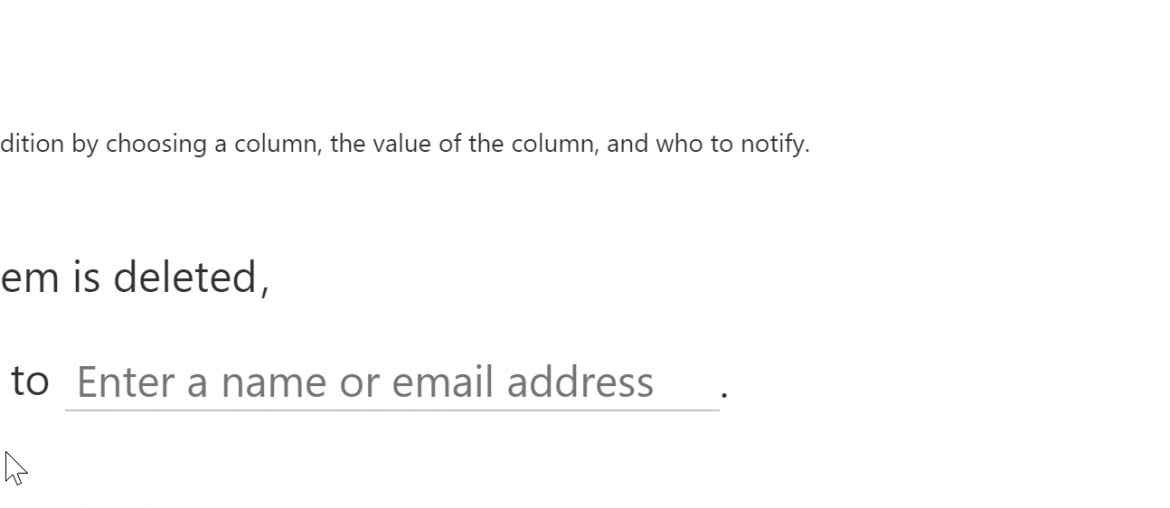 dition by choosing a column, the value of the column, and who to notify.
em is deleted,
to Enter a name or email address .